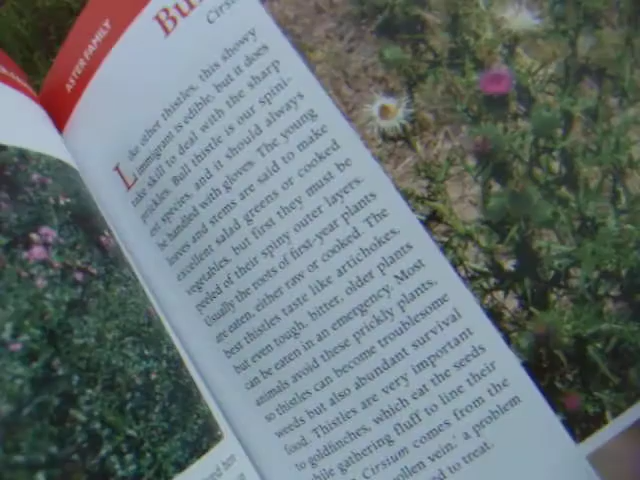 ASTER FAMILY
Cirsium
Like other thistles, this showy
immigrant is edible, but it does
take skill to deal with the sharp
prickles. Bull thistle is our spini-
est species, and it should always
be handled with gloves. The young
leaves and stems are said to make
excellent salad greens or cooked
vegetables, but first they must be
peeled of their spiny outer layers.
Usually the roots of first-year plants
are eaten, either raw or cooked. The
best thistles taste like artichokes,
but even tough, bitter, older plants
can be eaten in an emergency. Most
animals avoid these prickly plants,
so thistles can become troublesome
weeds but also abundant survival
food. Thistles are very important
to goldfinches, which eat the seeds
while gathering fluff to line their
Cirsium comes from the
ollen vein,' a problem
ed to treat.